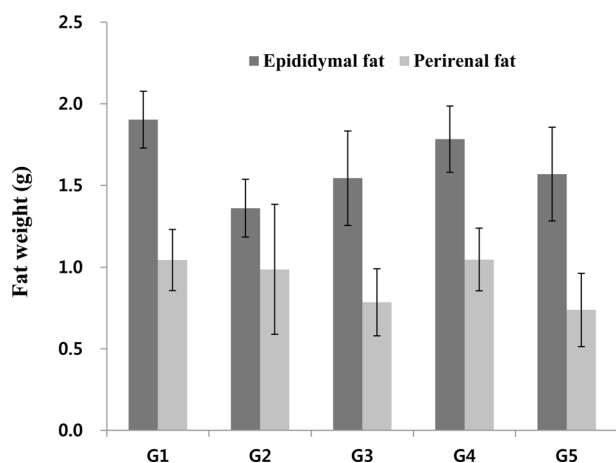 2.5
Epididymal fat
Perirenal fat
2.0
1.5
1.0
0.5
0.0
Fat weight (g)
G1
G2
G3
G4
G5